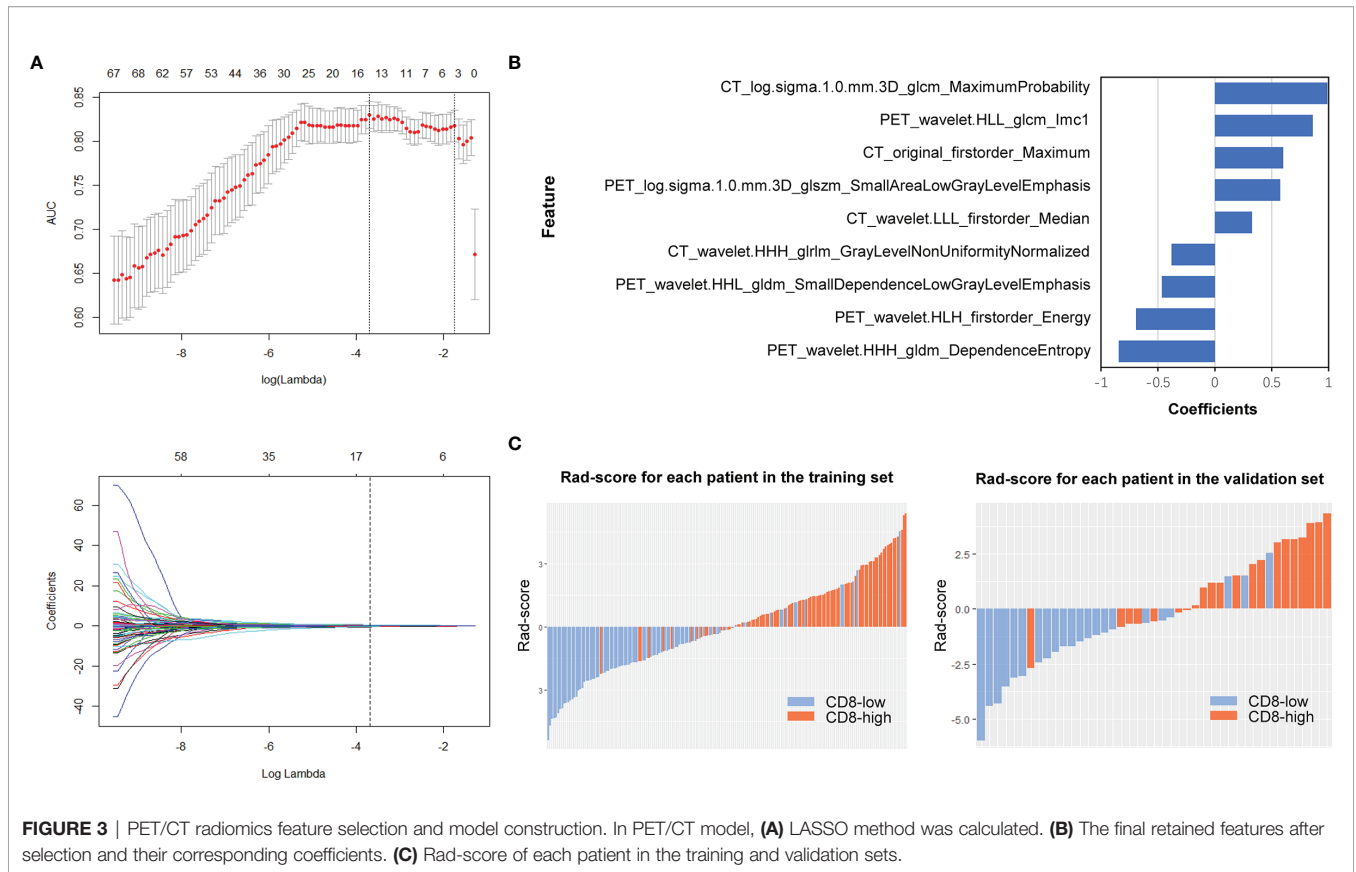 A
67 68 62 57 53 44 36 30 25 20 16 13 11 7 6 3 0
0.85
0.80
0.75
0.70
0.65
0.60
AUC
-8 -6 -4 -2
log(Lambda)
58 35 17 6
60
40
20
0
-20
40
Coefficients
-8 -6 -4 -2
Log Lambda
B
Feature
CT_log.sigma.1.0.mm.3D_glcm_MaximumProbability
PET_wavelet.HLL_glcm_Imc1
CT_original_firstorder_Maximum
PET_log.sigma.1.0.mm.3D_glszm_SmallAreaLowGrayLevelEmphasis
CT_wavelet.LLL_firstorder_Median
CT_wavelet.HHH_glrlm_GrayLevelNonUniformityNormalized
PET_wavelet.HHL_gldm_SmallDependenceLowGrayLevelEmphasis
PET_wavelet.HLH_firstorder_Energy
PET_wavelet.HHH_gldm_DependenceEntropy
-1 -0.5 0 0.5 1
Coefficients
C
Rad-score for each patient in the training set
Rad-score
3
0
3
CD8-low
CD8-high
Rad-score for each patient in the validation set
Rad-score
2.5
0.0
-2.5
-5.0
CD8-low
CD8-high
FIGURE 3 | PET/CT radiomics feature selection and model construction. In PET/CT model, (A) LASSO method was calculated. (B) The final retained features after
selection and their corresponding coefficients. (C) Rad-score of each patient in the training and validation sets.